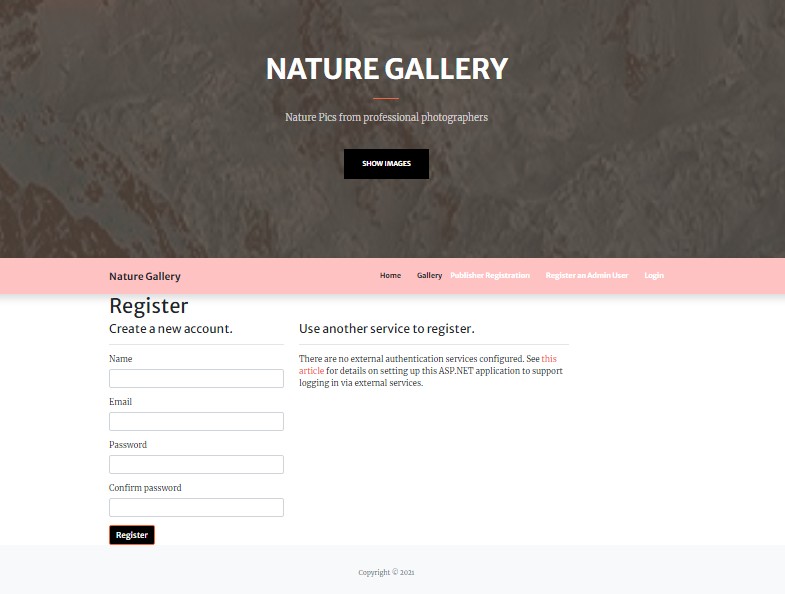 NATURE GALLERY
Nature Pics from professional photographers
SHOW IMAGES
Nature Gallery
Home Gallery Publisher Registration Register an Admin User Login
Register
Create a new account.
Name
Email
Password
Confirm password
Register
Use another service to register.
There are no external authentication services configured. See this
article for details on setting up this ASP.NET application to support
logging in via external services.
Copyright © 2021